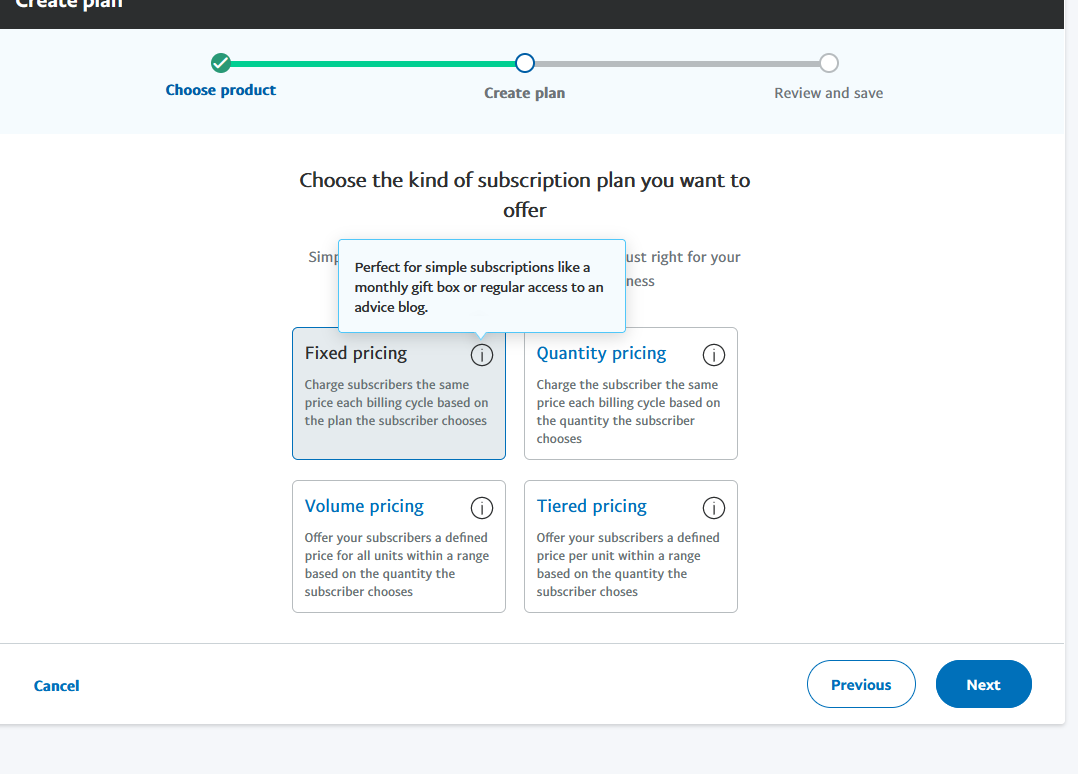 Create plan
Choose product
Create plan
Review and save
Choose the kind of subscription plan you want to
offer
Perfect for simple subscriptions like a
monthly gift box or regular access to an
advice blog.
right for your
Fixed pricing
Charge subscribers the same
price each billing cycle based on
the plan the subscriber chooses
Quantity pricing
Charge the subscriber the same
price each billing cycle based on
the quantity the subscriber
chooses
Volume pricing
Offer your subscribers a defined
price for all units within a range
based on the quantity the
subscriber chooses
Tiered pricing
Offer your subscribers a defined
price per unit within a range
based on the quantity the
subscriber choses
Cancel
Previous
Next